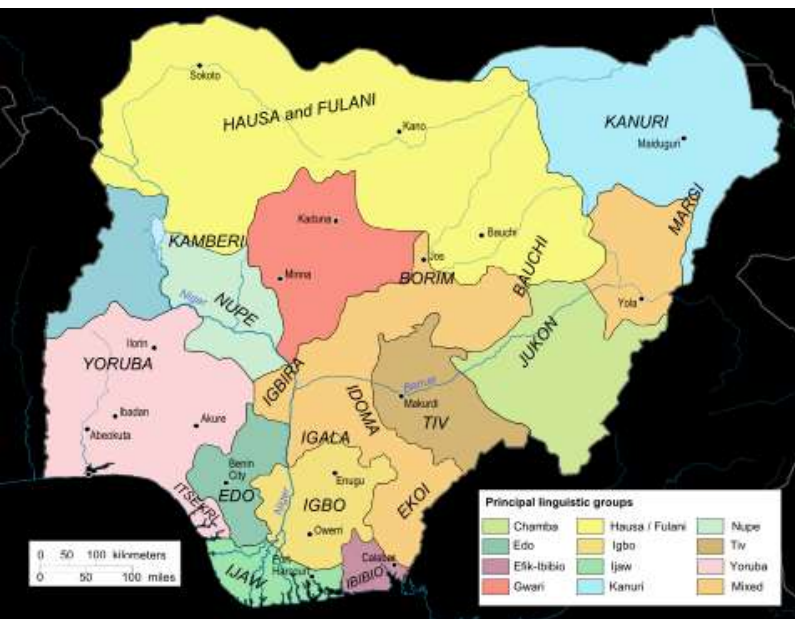 Sokoto
HAUSA and FULANI
Kano
KANURI
Maiduguri
MARGI
Kaduna
Bauchi
KAMBERI
Jos
BORIM
BAUCHI
Minna
Niger
NUPE
Yola
Ilorin
YORUBA
JUKON
IGBIRA
Benue
IDOMA
Makurdi
TIV
Ibadan
Akure
Abeokuta
IGALA
Benin
City
EDO
ITSEKRI
Enugu
Niger
IGBO
EKOI
Owerri
Port
Harcourt
Calabar
IJAW
IBIBIO
0 50 100 kilometers
0 50 100 miles
Principal linguistic groups
Chamba
Edo
Efik-Ibibio
Gwari
Hausa / Fulani
Igbo
Ijaw
Kanuri
Nupe
Tiv
Yoruba
Mixed